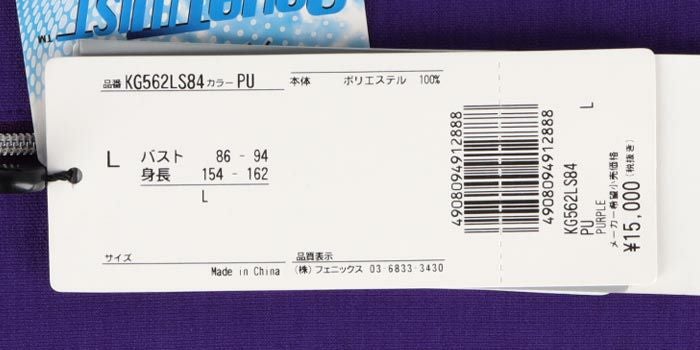 TM
品番 KG562LS84 カラー PU
L バスト 86 - 94
身長 154 - 162
L
サイズ
Made in China
本体 ポリエステル 100%
品質表示
(株) フェニックス 03-6833-3430
4908094912888
4908094912888
L
KG562LS84
PU
PURPLE
メーカー希望小売価格
¥15,000 (税抜き)